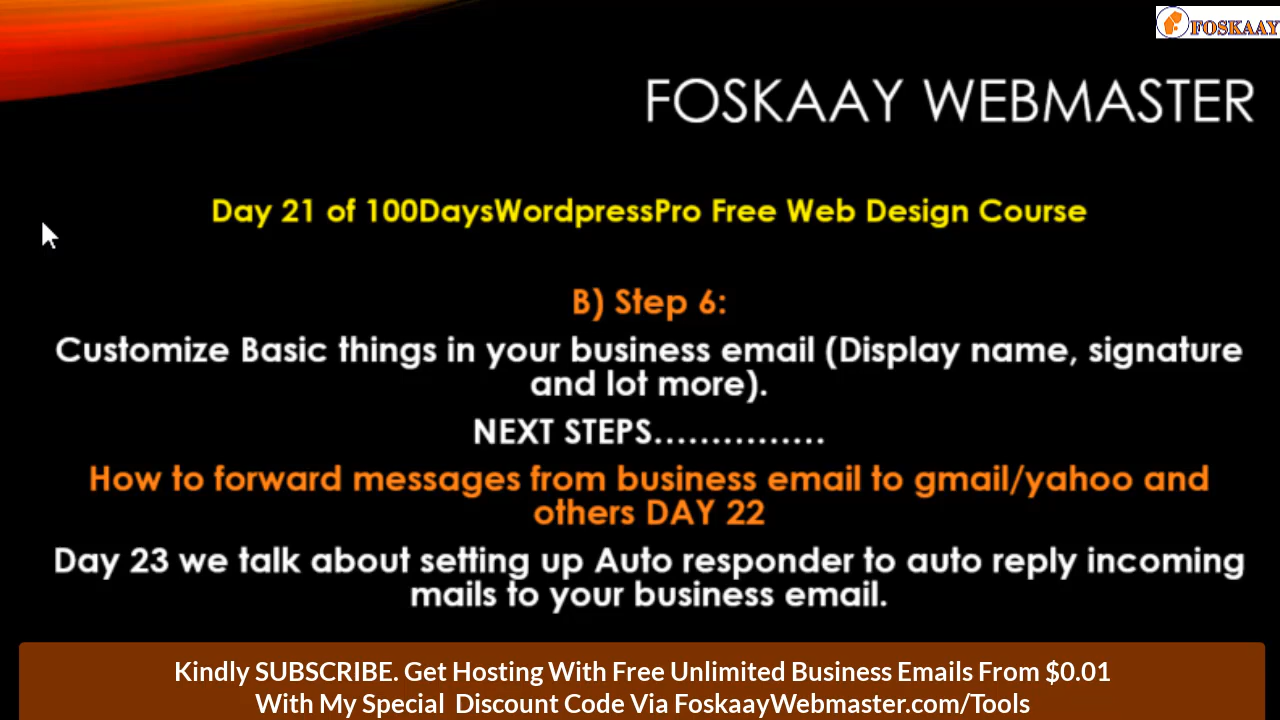 FOSKAAY
FOSKAAY WEBMASTER
Day 21 of 100DaysWordpressPro Free Web Design Course
B) Step 6:
Customize Basic things in your business email (Display name, signature
and lot more).
NEXT STEPS...............
How to forward messages from business email to gmail/yahoo and
others DAY 22
Day 23 we talk about setting up Auto responder to auto reply incoming
mails to your business email.
Kindly SUBSCRIBE. Get Hosting With Free Unlimited Business Emails From $0.01
With My Special Discount Code Via FoskaayWebmaster.com/Tools